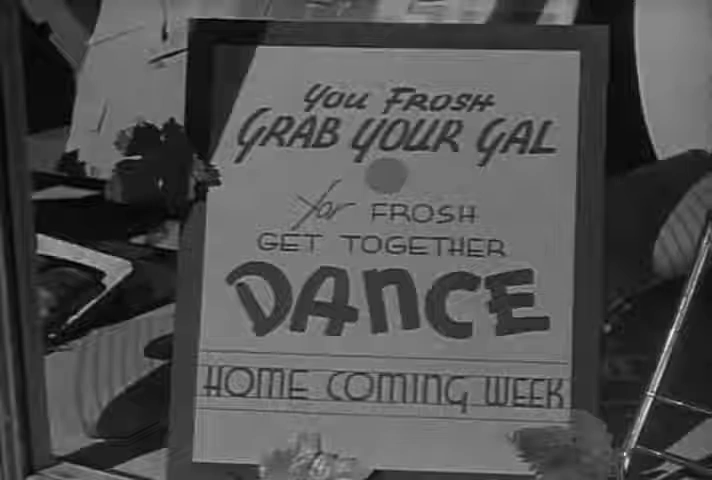 You FROSH
GRAB YOUR GAL
for FROSH
GET TOGETHER
DANCE
HOME COMING WEEK